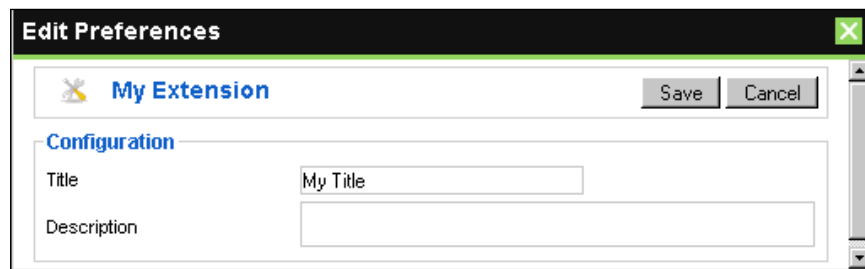 Edit Preferences
My Extension
Save Cancel
Configuration
Title My Title
Description